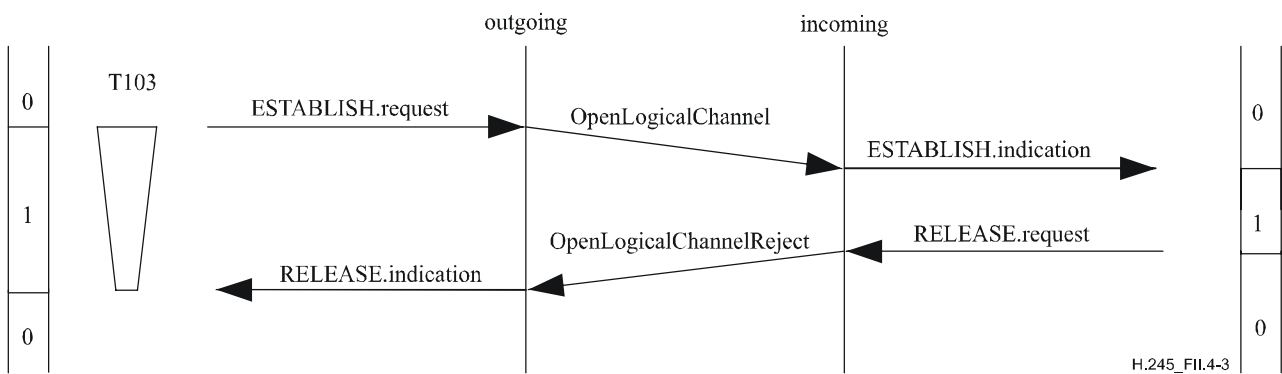 outgoing
incoming
T103
0
ESTABLISH.request
OpenLogicalChannel
0
ESTABLISH.indication
1
OpenLogicalChannelReject
RELEASE.request
1
RELEASE.indication
0
0
H.245_FII.4-3